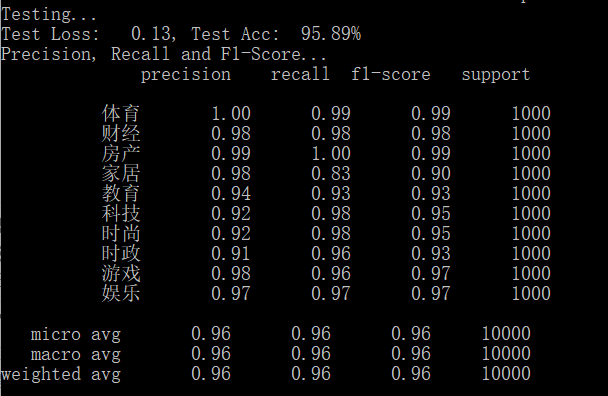 Testing...
Test Loss:   0.13, Test Acc:  95.89%
Precision, Recall and F1-Score...
precision    recall  f1-score   support
体育       1.00      0.99      0.99      1000
财经       0.98      0.98      0.98      1000
房产       0.99      1.00      0.99      1000
家居       0.98      0.83      0.90      1000
教育       0.94      0.93      0.93      1000
科技       0.92      0.98      0.95      1000
时尚       0.92      0.98      0.95      1000
时政       0.91      0.96      0.93      1000
游戏       0.98      0.96      0.97      1000
娱乐       0.97      0.97      0.97      1000
micro avg       0.96      0.96      0.96     10000
macro avg       0.96      0.96      0.96     10000
weighted avg       0.96      0.96      0.96     10000